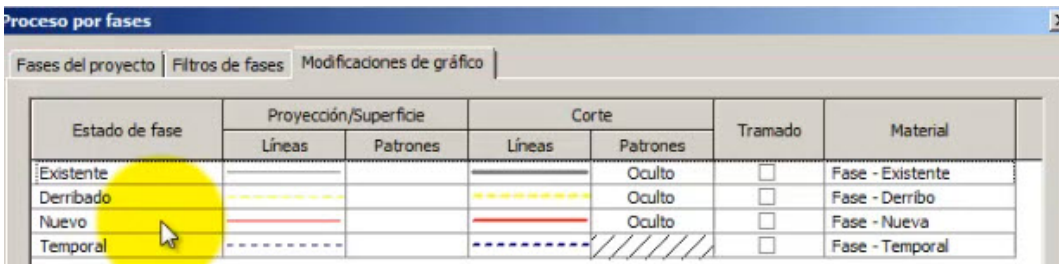 Proceso por fases
Fases del proyecto Filtros de fases Modificaciones de gráfico
Estado de fase Proyección/Superficie Corte Tramado Material
Líneas Patrones Líneas Patrones
Existente Oculto Fase - Existente
Derribado Oculto Fase - Derribo
Nuevo Oculto Fase - Nueva
Temporal Fase - Temporal